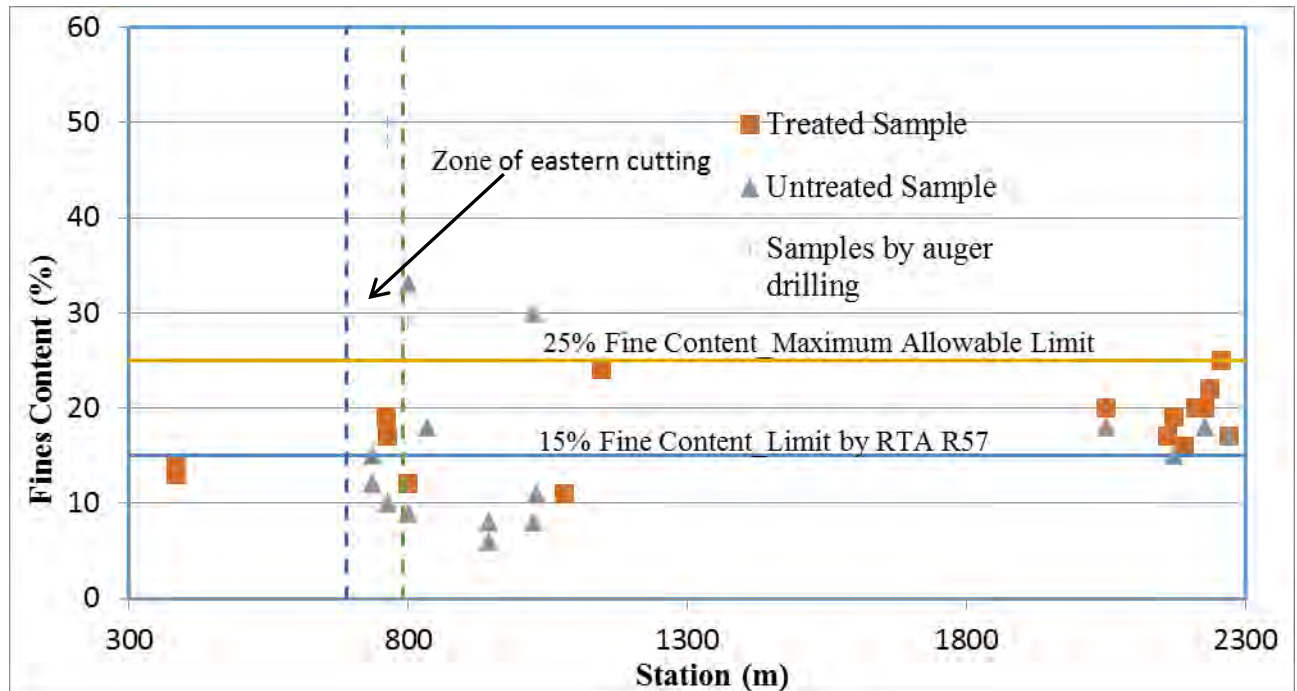 60
50
40
30
20
10
0
Fines Content (%)
Treated Sample
Zone of eastern cutting
Untreated Sample
Samples by auger
drilling
25% Fine Content_Maximum Allowable Limit
15% Fine Content_Limit by RTA R57
300
800
1300
1800
2300
Station (m)